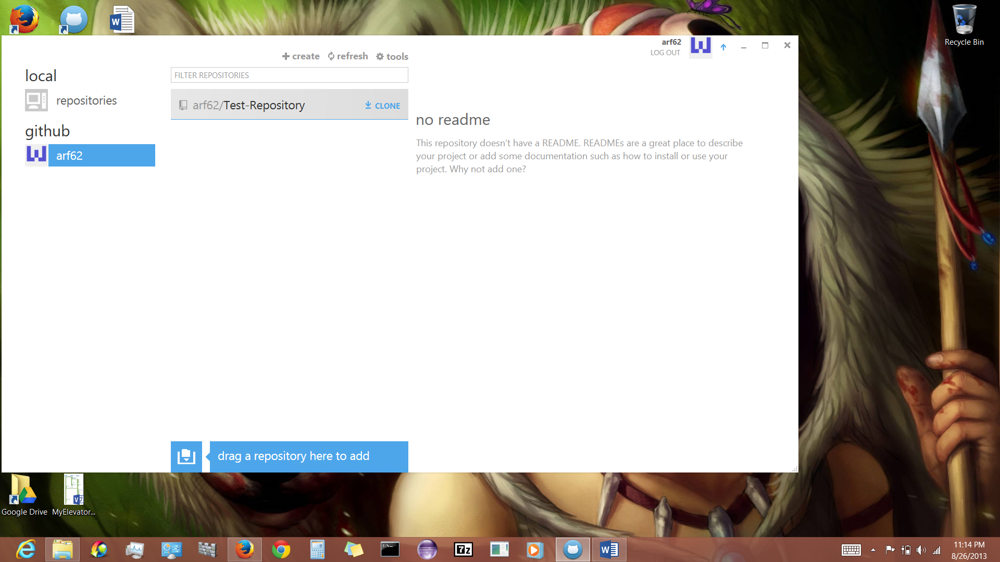 Recycle Bin
arf62
LOG OUT
create refresh tools
FILTER REPOSITORIES
local
repositories
github
arf62
arf62/Test-Repository
CLONE
no readme
This repository doesn't have a README. READMEs are a great place to describe
your project or add some documentation such as how to install or use your
project. Why not add one?
drag a repository here to add
Google Drive
MyElevator...
7z
11:14 PM
8/26/2013